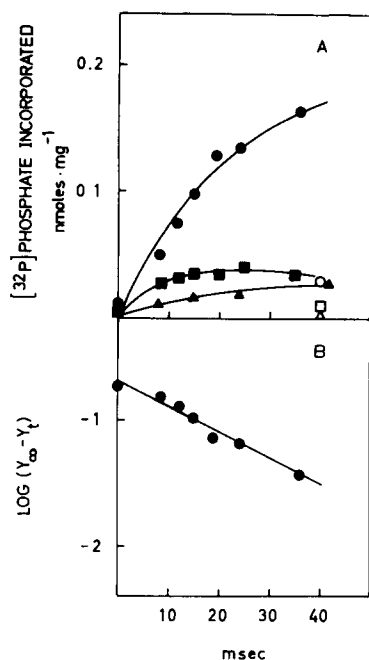 A
[32P]PHOSPHATE INCORPORATED
nmoles · mg-1
0.2
0 1
B
LOG (Y∞-Yt)
-1
-2
10 20 30 40
msec